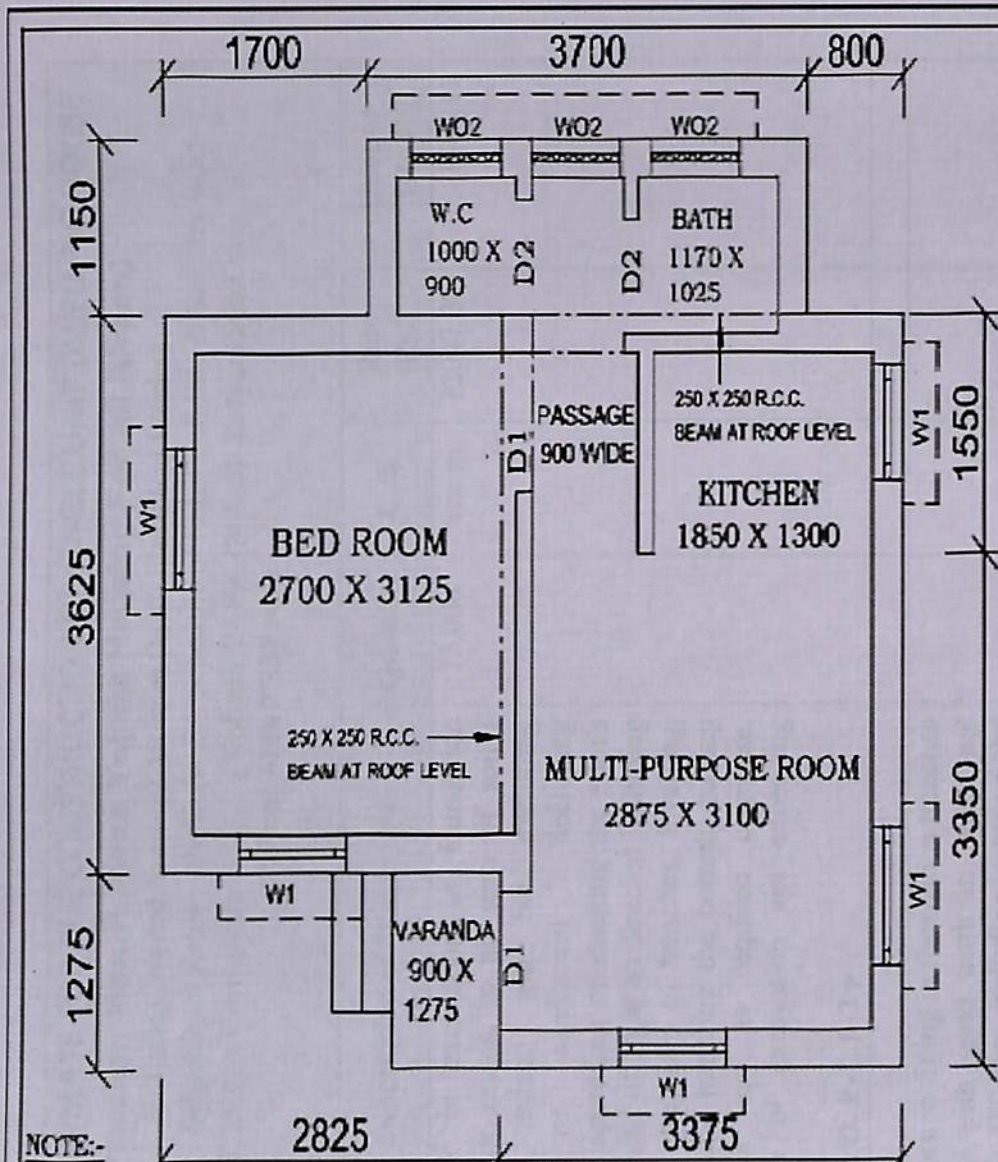 1700
3700
800
WO2
WO2
WO2
1150
W.C
1000 X
900
D2
D2
BATH
1170 X
1025
W1
PASSAGE
900 WIDE
D1
250 X 250 R.C.C.
BEAM AT ROOF LEVEL
W1
1550
KITCHEN
1850 X 1300
3625
BED ROOM
2700 X 3125
250 X 250 R.C.C.
BEAM AT ROOF LEVEL
MULTI-PURPOSE ROOM
2875 X 3100
W1
3350
W1
1275
VARANDA
900 X
1275
D1
W1
NOTE:-
2825
3375